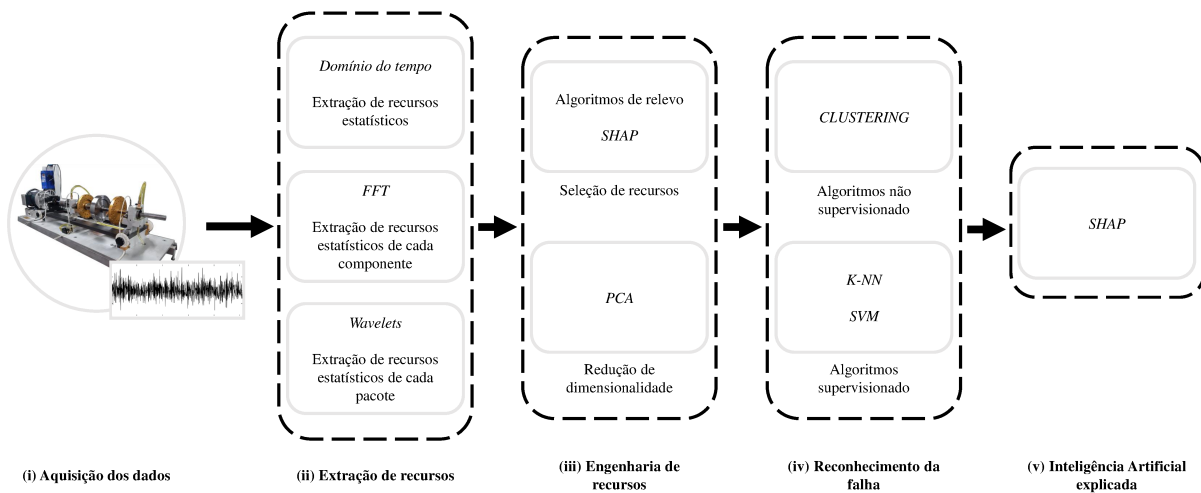 Domínio do tempo
Extração de recursos
estatísticos
FFT
Extração de recursos
estatísticos de cada
componente
Wavelets
Extração de recursos
estatísticos de cada
pacote
Algoritmos de relevo
SHAP
Seleção de recursos
PCA
Redução de
dimensionalidade
CLUSTERING
Algoritmos não
supervisionado
K-NN
SVM
Algoritmos
supervisionado
SHAP
(i) Aquisição dos dados
(ii) Extração de recursos
(iii) Engenharia de
recursos
(iv) Reconhecimento da
falha
(v) Inteligência Artificial
explicada